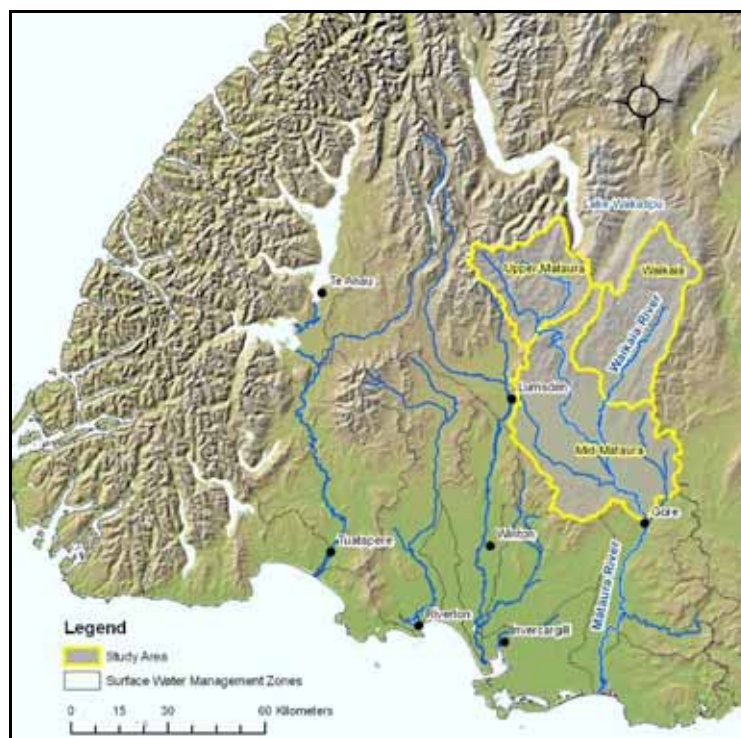 Lake Wakatipu
Upper Mataura
Waikaia
Te Anau
Waikaia River
Lumsden
Mid-Mataura
Gore
Tuatapere
Winton
Mataura River
Riverton
Invercargill
Legend
Study Area
Surface Water Management Zones
0 15 30 60 Kilometers